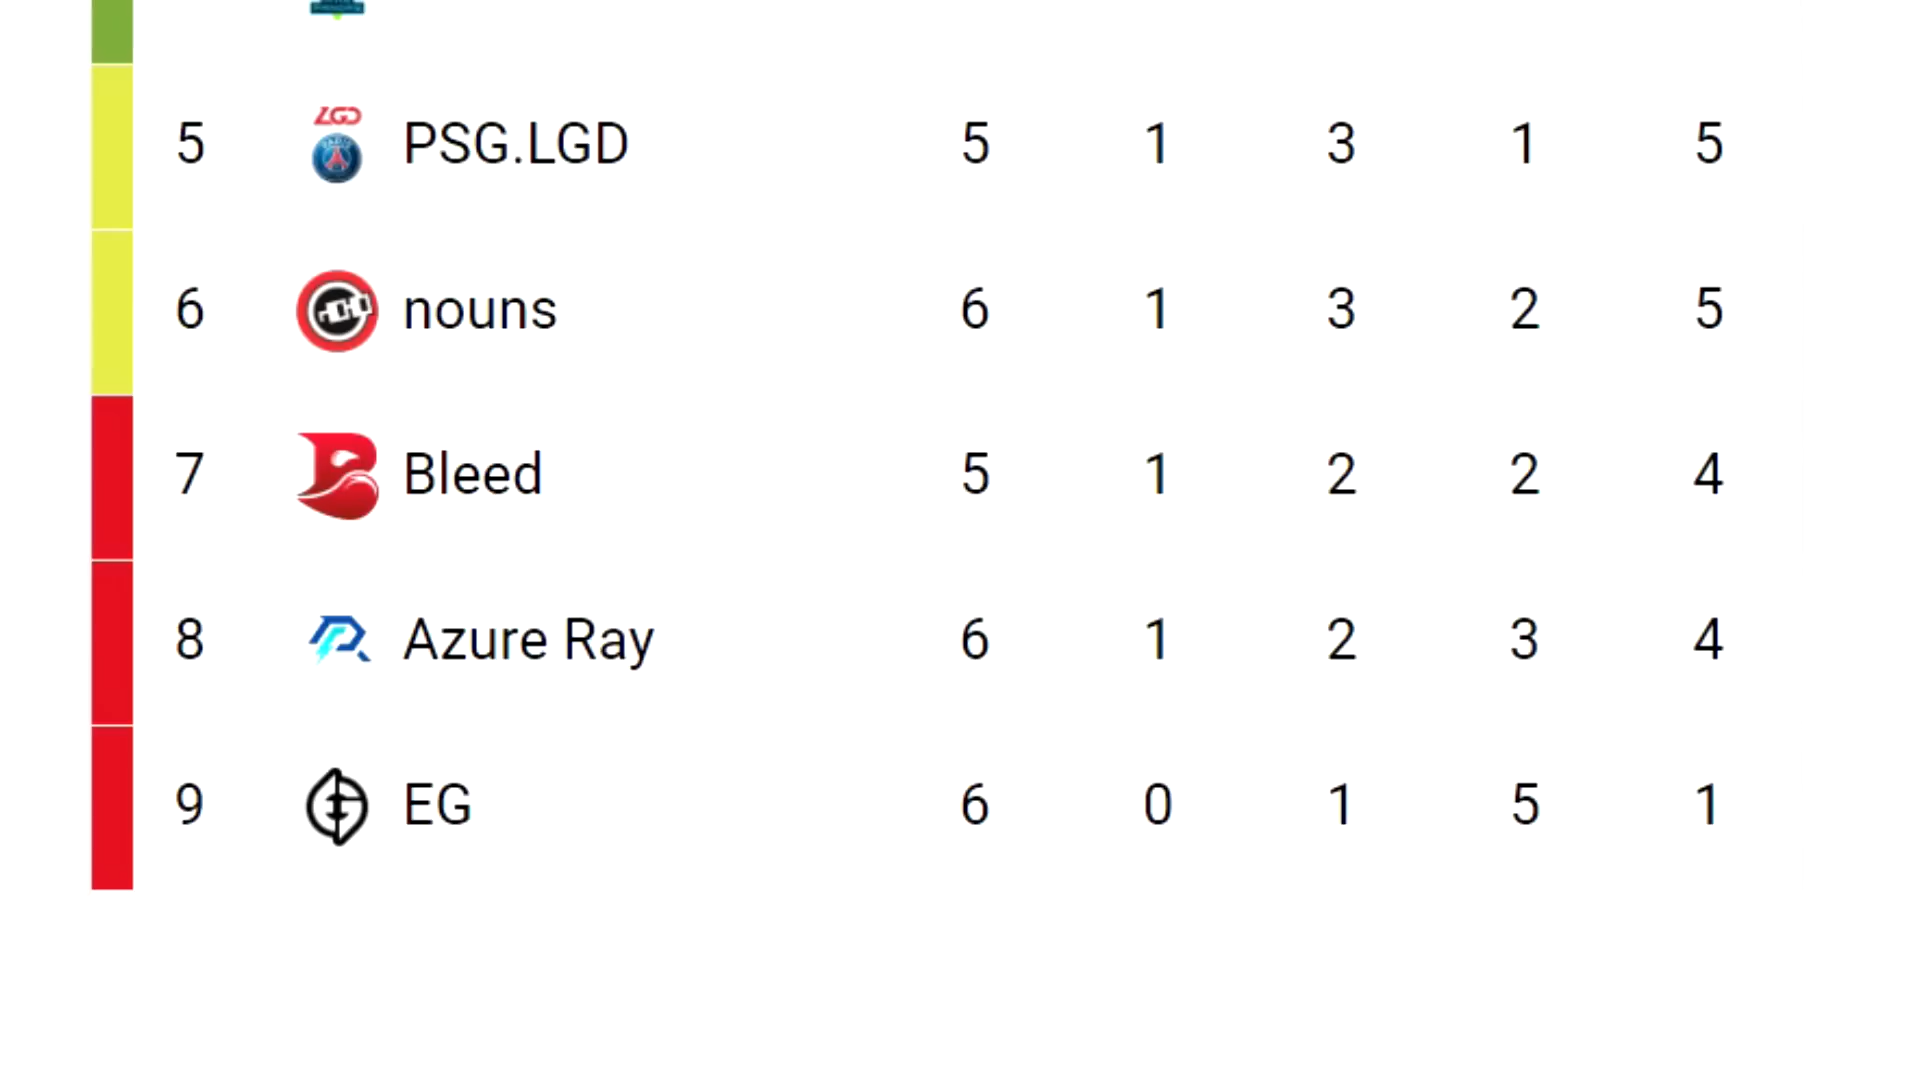 5 LGD PSG.LGD 5 1 3 1 5
6 nouns 6 1 3 2 5
7 Bleed 5 1 2 2 4
8 Azure Ray 6 1 2 3 4
9 EG 6 0 1 5 1